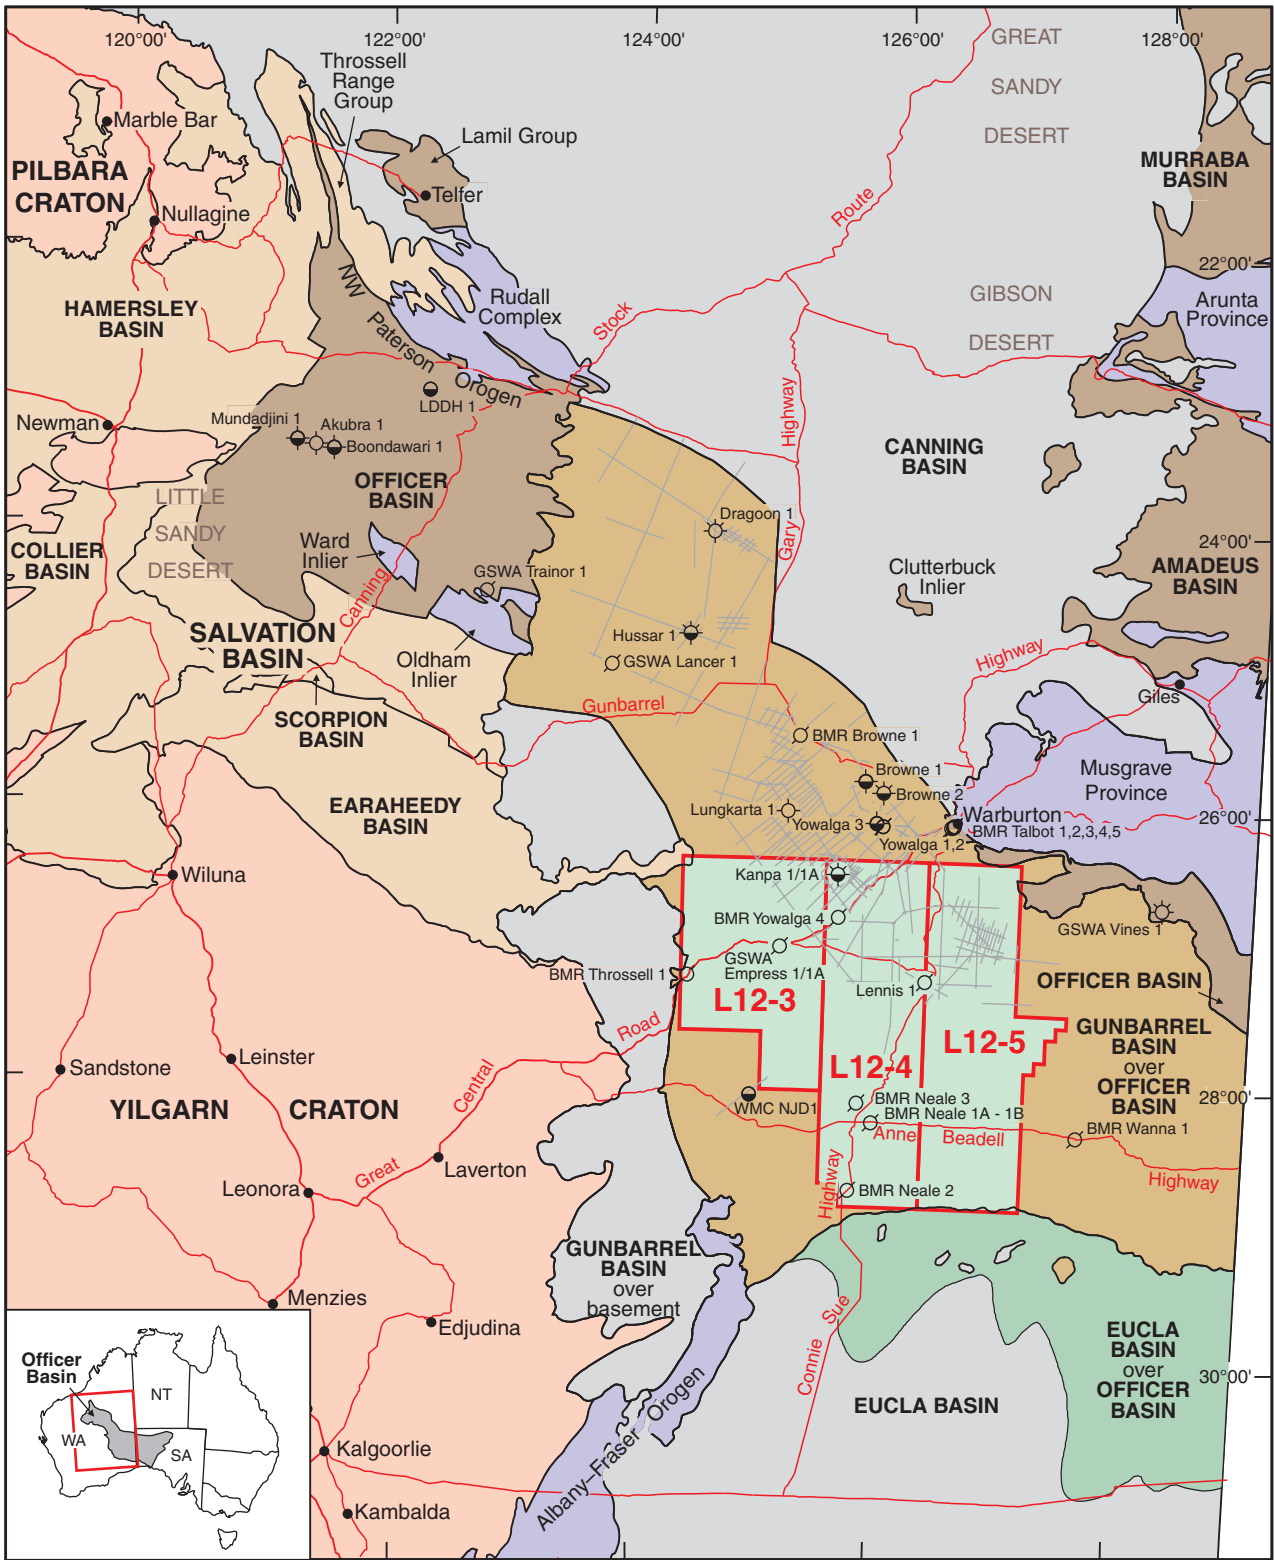 120°00'
122°00'
124°00'
126°00'
128°00'
GREAT
SANDY
DESERT
Throssell
Range
Group
Marble Bar
Lamil Group
PILBARA
CRATON
Telfer
MURRABA
BASIN
Nullagine
Route
22°00'
NW
Paterson
Orogen
Rudall
Complex
Stock
GIBSON
DESERT
Arunta
Province
HAMERSLEY
BASIN
LDDH 1
Highway
Newman
Mundadjini 1
Akubra 1
Boondawari 1
CANNING
BASIN
OFFICER
BASIN
LITTLE
SANDY
DESERT
Dragoon 1
Gary
24°00'
COLLIER
BASIN
Ward
Inlier
GSWA Trainor 1
Clutterbuck
Inlier
AMADEUS
BASIN
Canning
SALVATION
BASIN
Hussar 1
GSWA Lancer 1
Oldham
Inlier
Highway
Giles
Gunbarrel
SCORPION
BASIN
BMR Browne 1
Browne 1
Browne 2
Musgrave
Province
EARAHEEDY
BASIN
Lungkarta 1
Yowalga 3
Yowalga 1,2
Warburton
BMR Talbot 1,2,3,4,5
26°00'
Wiluna
Kanpa 1/1A
BMR Yowalga 4
GSWA
Empress 1/1A
GSWA Vines 1
BMR Throssell 1
Lennis 1
OFFICER BASIN
L12-3
L12-4
L12-5
GUNBARREL
BASIN
over
OFFICER
BASIN
Road
Central
Great
Sandstone
Leinster
YILGARN
CRATON
28°00'
WMC NJD1
BMR Neale 3
BMR Neale 1A - 1B
Anne
Beadell
BMR Wanna 1
Highway
Laverton
Leonora
Highway
BMR Neale 2
GUNBARREL
BASIN
over
basement
Menzies
Edjudina
Sue
Connie
EUCLA
BASIN
over
OFFICER
BASIN
30°00'
EUCLA BASIN
Albany–Fraser Orogen
Kalgoorlie
Kambalda
Officer
Basin
NT
WA
SA